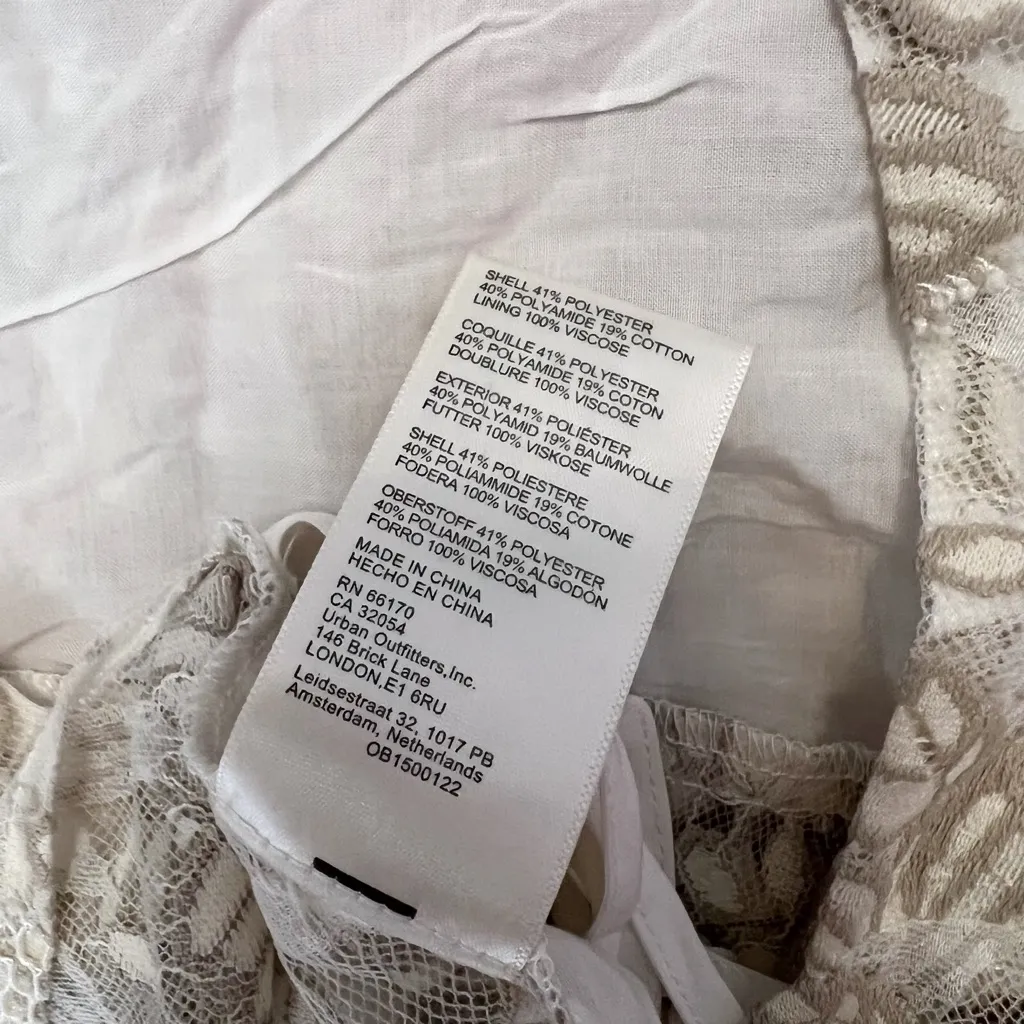 SHELL 41% POLYESTER
40% POLYAMIDE 19% COTTON
LINING 100% VISCOSE
COQUILLE 41% POLYESTER
40% POLYAMIDE 19% COTON
DOUBLURE 100% VISCOSE
EXTERIOR 41% POLIÉSTER
40% POLYAMID 19% BAUMWOLLE
FUTTER 100% VISKOSE
SHELL 41% POLIESTERE
40% POLIAMMIDE 19% COTONE
FODERA 100% VISCOSA
OBERSTOFF 41% POLYESTER
40% POLIAMIDA 19% ALGODON
FORRO 100% VISCOSA
MADE IN CHINA
HECHO EN CHINA
RN 66170
CA 32054
Urban Outfitters,Inc.
146 Brick Lane
LONDON,E1 6RU
Leidsestraat 32, 1017 PB
Amsterdam, Netherlands
OB1500122